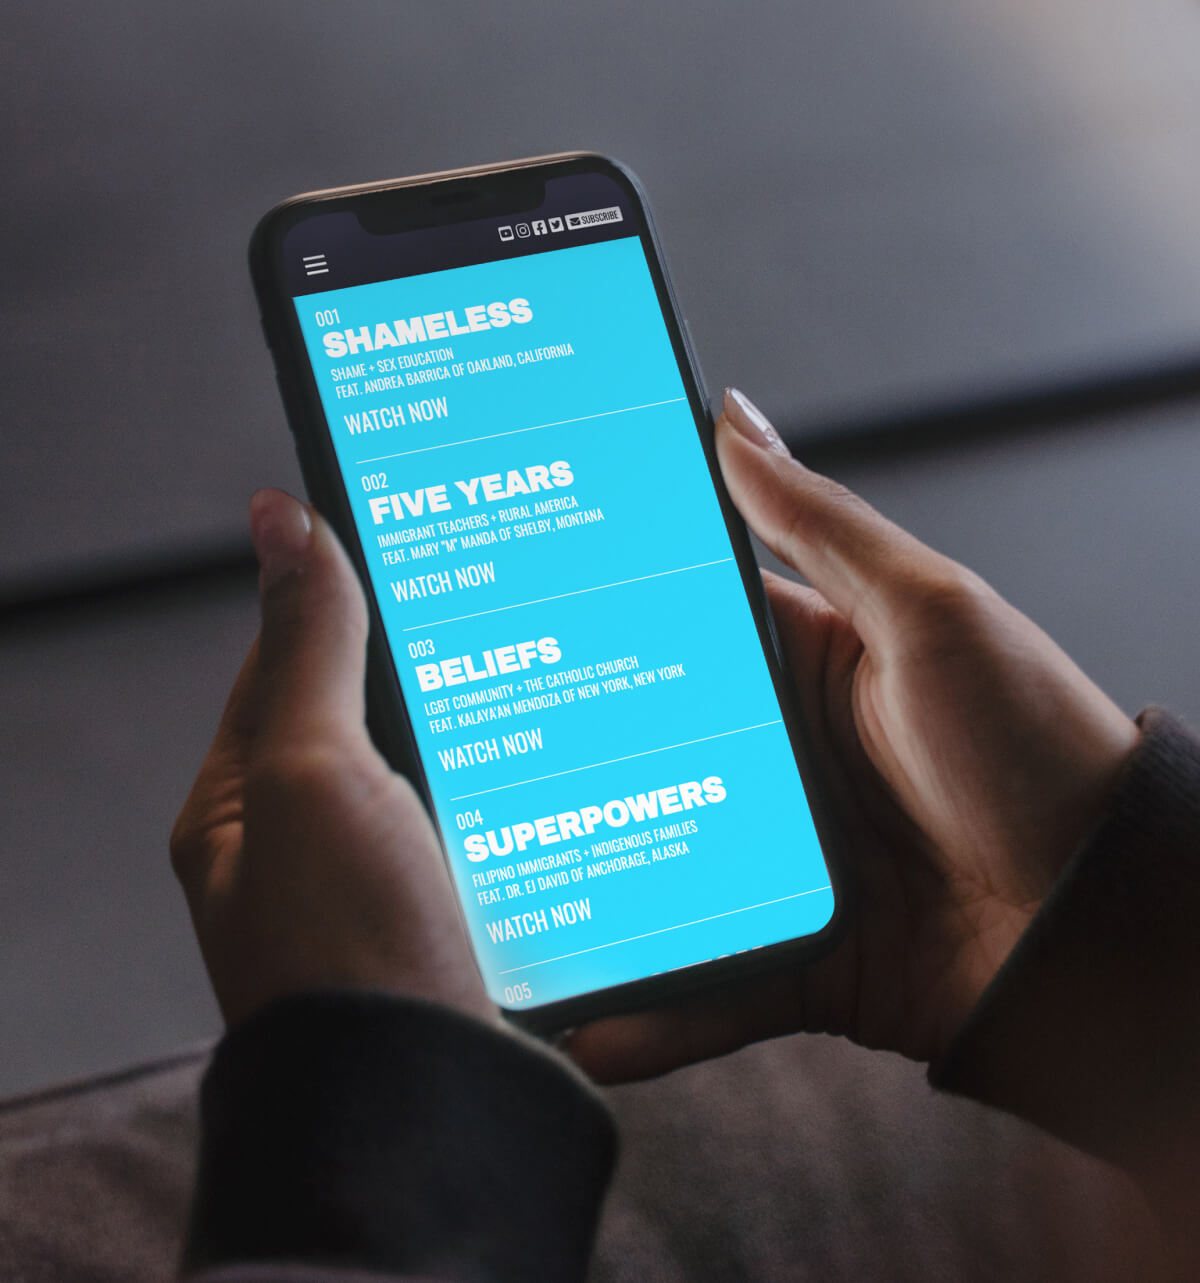 SUBSCRIBE
001
SHAMELESS
SHAME + SEX EDUCATION
FEAT. ANDREA BARRICA OF OAKLAND, CALIFORNIA
WATCH NOW
002
FIVE YEARS
IMMIGRANT TEACHERS + RURAL AMERICA
FEAT. MARY "M" MANDA OF SHELBY, MONTANA
WATCH NOW
003
BELIEFS
LGBT COMMUNITY + THE CATHOLIC CHURCH
FEAT. KALAYA'AN MENDOZA OF NEW YORK, NEW YORK
WATCH NOW
004
SUPERPOWERS
FILIPINO IMMIGRANTS + INDIGENOUS FAMILIES
FEAT. DR. EJ DAVID OF ANCHORAGE, ALASKA
WATCH NOW
005